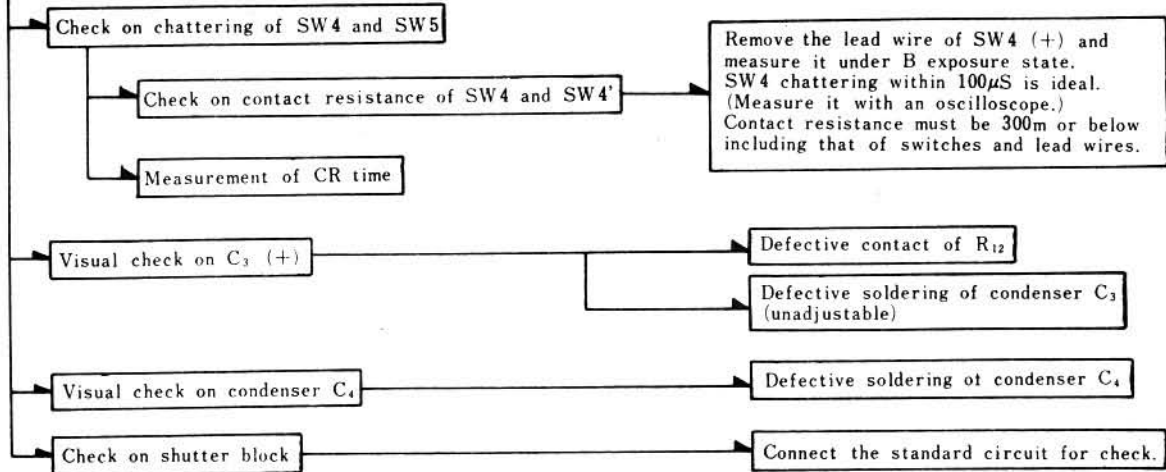 Check on chattering of SW4 and SW5
Check on contact resistance of SW4 and SW4'
Remove the lead wire of SW4 (+) and
measure it under B exposure state.
SW4 chattering within 100μS is ideal.
(Measure it with an oscilloscope.)
Contact resistance must be 300m or below
including that of switches and lead wires.
Measurement of CR time
Visual check on C₃ (+)
Defective contact of R₁₂
Defective soldering of condenser C₃
(unadjustable)
Visual check on condenser C₄
Defective soldering ot condenser C₄
Check on shutter block
Connect the standard circuit for check.